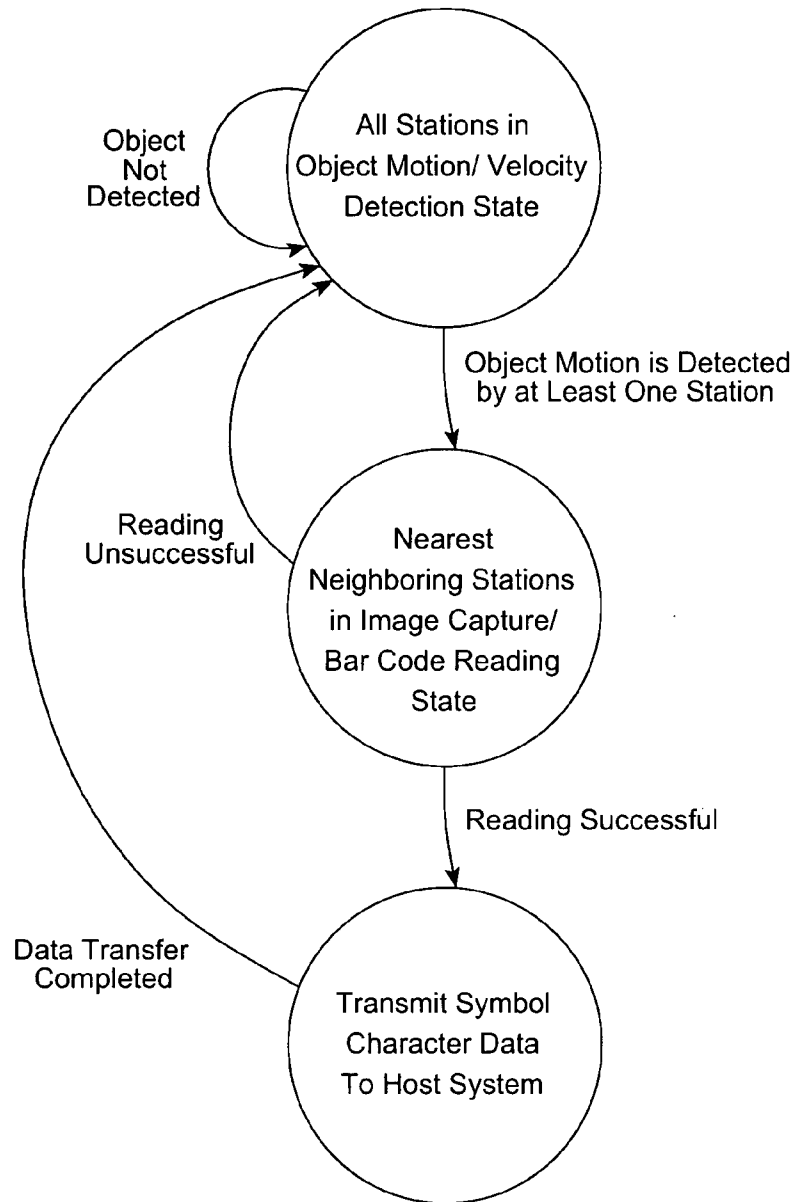 All Stations in
Object Motion/ Velocity
Detection State
Object
Not
Detected
Object Motion is Detected
by at Least One Station
Reading
Unsuccessful
Nearest
Neighboring Stations
in Image Capture/
Bar Code Reading
State
Reading Successful
Data Transfer
Completed
Transmit Symbol
Character Data
To Host System